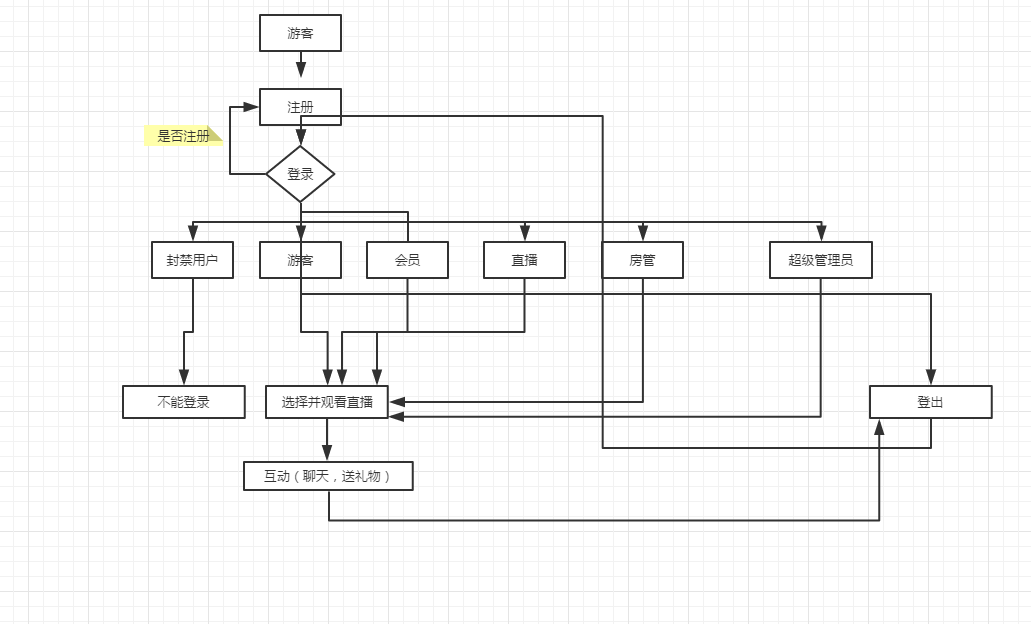 游客
注册
是否注册
登录
封禁用户
游客
会员
直播
房管
超级管理员
不能登录
选择并观看直播
登出
互动（聊天，送礼物）